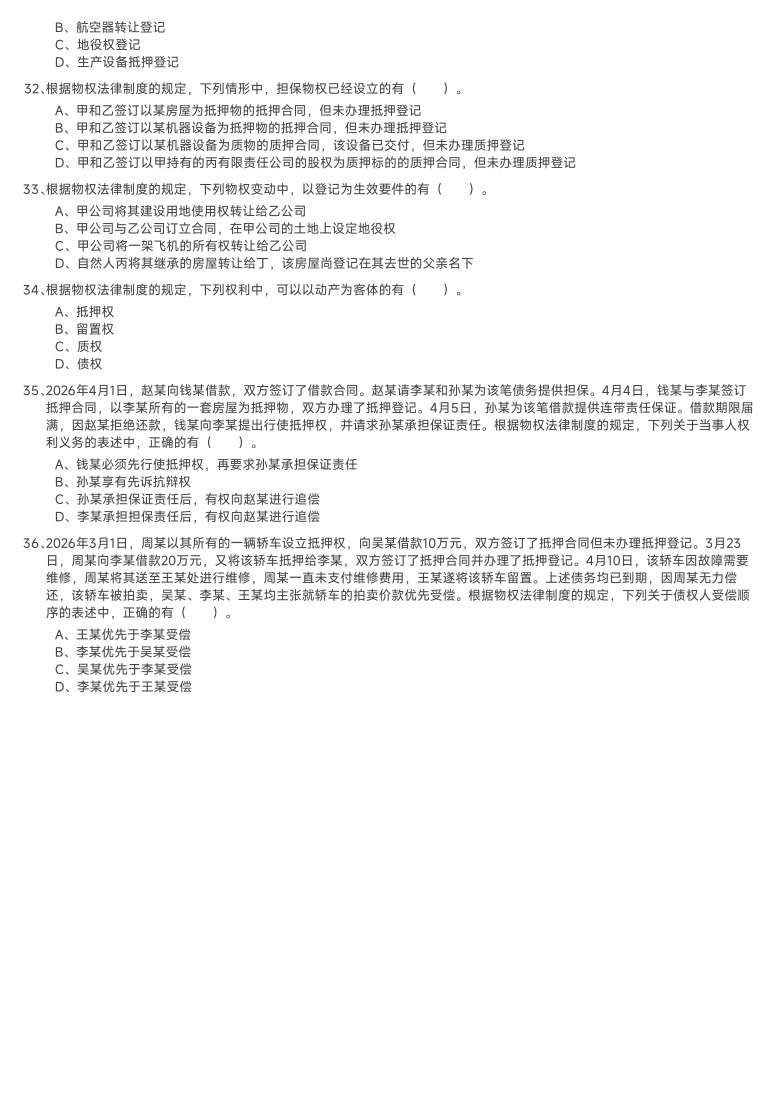 B、航空器转让登记
C、地役权登记
D、生产设备抵押登记
32、根据物权法律制度的规定，下列情形中，担保物权已经设立的有（　　）。
A、甲和乙签订以某房屋为抵押物的抵押合同，但未办理抵押登记
B、甲和乙签订以某机器设备为抵押物的抵押合同，但未办理抵押登记
C、甲和乙签订以某机器设备为质物的质押合同，该设备已交付，但未办理质押登记
D、甲和乙签订以甲持有的丙有限责任公司的股权为质押标的的质押合同，但未办理质押登记
33、根据物权法律制度的规定，下列物权变动中，以登记为生效要件的有（　　）。
A、甲公司将其建设用地使用权转让给乙公司
B、甲公司与乙公司订立合同，在甲公司的土地上设定地役权
C、甲公司将一架飞机的所有权转让给乙公司
D、自然人丙将其继承的房屋转让给丁，该房屋尚登记在其去世的父亲名下
34、根据物权法律制度的规定，下列权利中，可以以动产为客体的有（　　）。
A、抵押权
B、留置权
C、质权
D、债权
35、2026年4月1日，赵某向钱某借款，双方签订了借款合同。赵某请李某和孙某为该笔债务提供担保。4月4日，钱某与李某签订
抵押合同，以李某所有的一套房屋为抵押物，双方办理了抵押登记。4月5日，孙某为该笔借款提供连带责任保证。借款期限届
满，因赵某拒绝还款，钱某向李某提出行使抵押权，并请求孙某承担保证责任。根据物权法律制度的规定，下列关于当事人权
利义务的表述中，正确的有（　　）。
A、钱某必须先行使抵押权，再要求孙某承担保证责任
B、孙某享有先诉抗辩权
C、孙某承担保证责任后，有权向赵某进行追偿
D、李某承担担保责任后，有权向赵某进行追偿
36、2026年3月1日，周某以其所有的一辆轿车设立抵押权，向吴某借款10万元，双方签订了抵押合同但未办理抵押登记。3月23
日，周某向李某借款20万元，又将该轿车抵押给李某，双方签订了抵押合同并办理了抵押登记。4月10日，该轿车因故障需要
维修，周某将其送至王某处进行维修，周某一直未支付维修费用，王某遂将该轿车留置。上述债务均已到期，因周某无力偿
还，该轿车被拍卖，吴某、李某、王某均主张就轿车的拍卖价款优先受偿。根据物权法律制度的规定，下列关于债权人受偿顺
序的表述中，正确的有（　　）。
A、王某优先于李某受偿
B、李某优先于吴某受偿
C、吴某优先于李某受偿
D、李某优先于王某受偿